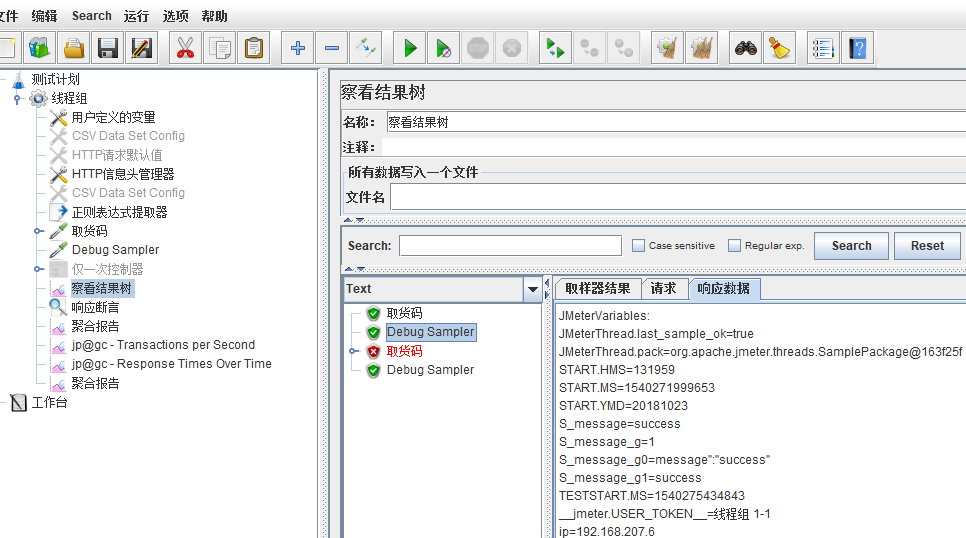 文件 编辑 Search 运行 选项 帮助
测试计划
线程组
用户定义的变量
CSV Data Set Config
HTTP请求默认值
HTTP信息头管理器
CSV Data Set Config
正则表达式提取器
取货码
Debug Sampler
仅一次控制器
察看结果树
响应断言
聚合报告
jp@gc - Transactions per Second
jp@gc - Response Times Over Time
聚合报告
工作台
察看结果树
名称： 察看结果树
注释：
所有数据写入一个文件
文件名
Search: Case sensitive Regular exp. Search Reset
Text
取货码
Debug Sampler
取货码
Debug Sampler
取样器结果 请求 响应数据
JMeterVariables:
JMeterThread.last_sample_ok=true
JMeterThread.pack=org.apache.jmeter.threads.SamplePackage@163f25f
START.HMS=131959
START.MS=1540271999653
START.YMD=20181023
S_message=success
S_message_g=1
S_message_g0=message":"success"
S_message_g1=success
TESTSTART.MS=1540275434843
__jmeter.USER_TOKEN__=线程组 1-1
ip=192.168.207.6